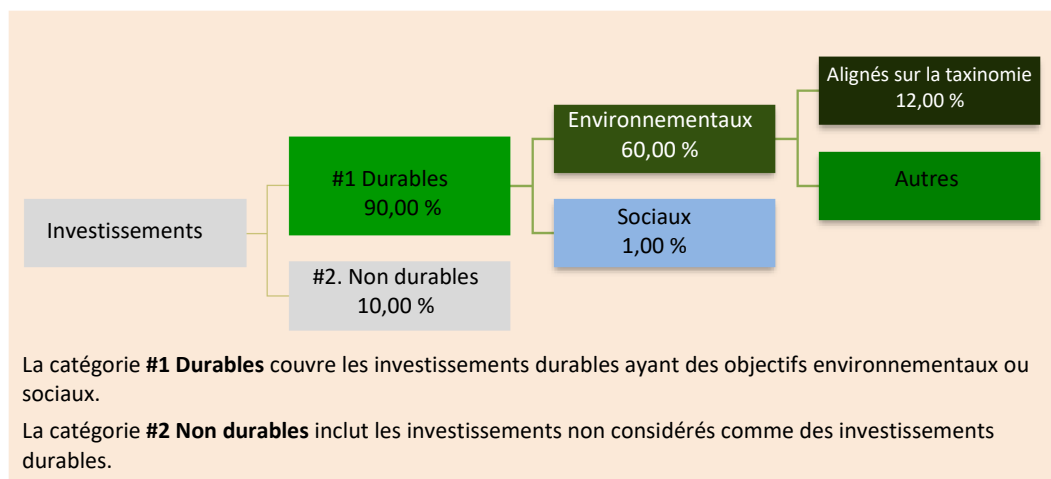 Investissements
#1 Durables
90,00 %
#2. Non durables
10,00 %
Environnementaux
60,00 %
Sociaux
1,00 %
Alignés sur la taxinomie
12,00 %
Autres
La catégorie #1 Durables couvre les investissements durables ayant des objectifs environnementaux ou
sociaux.
La catégorie #2 Non durables inclut les investissements non considérés comme des investissements
durables.